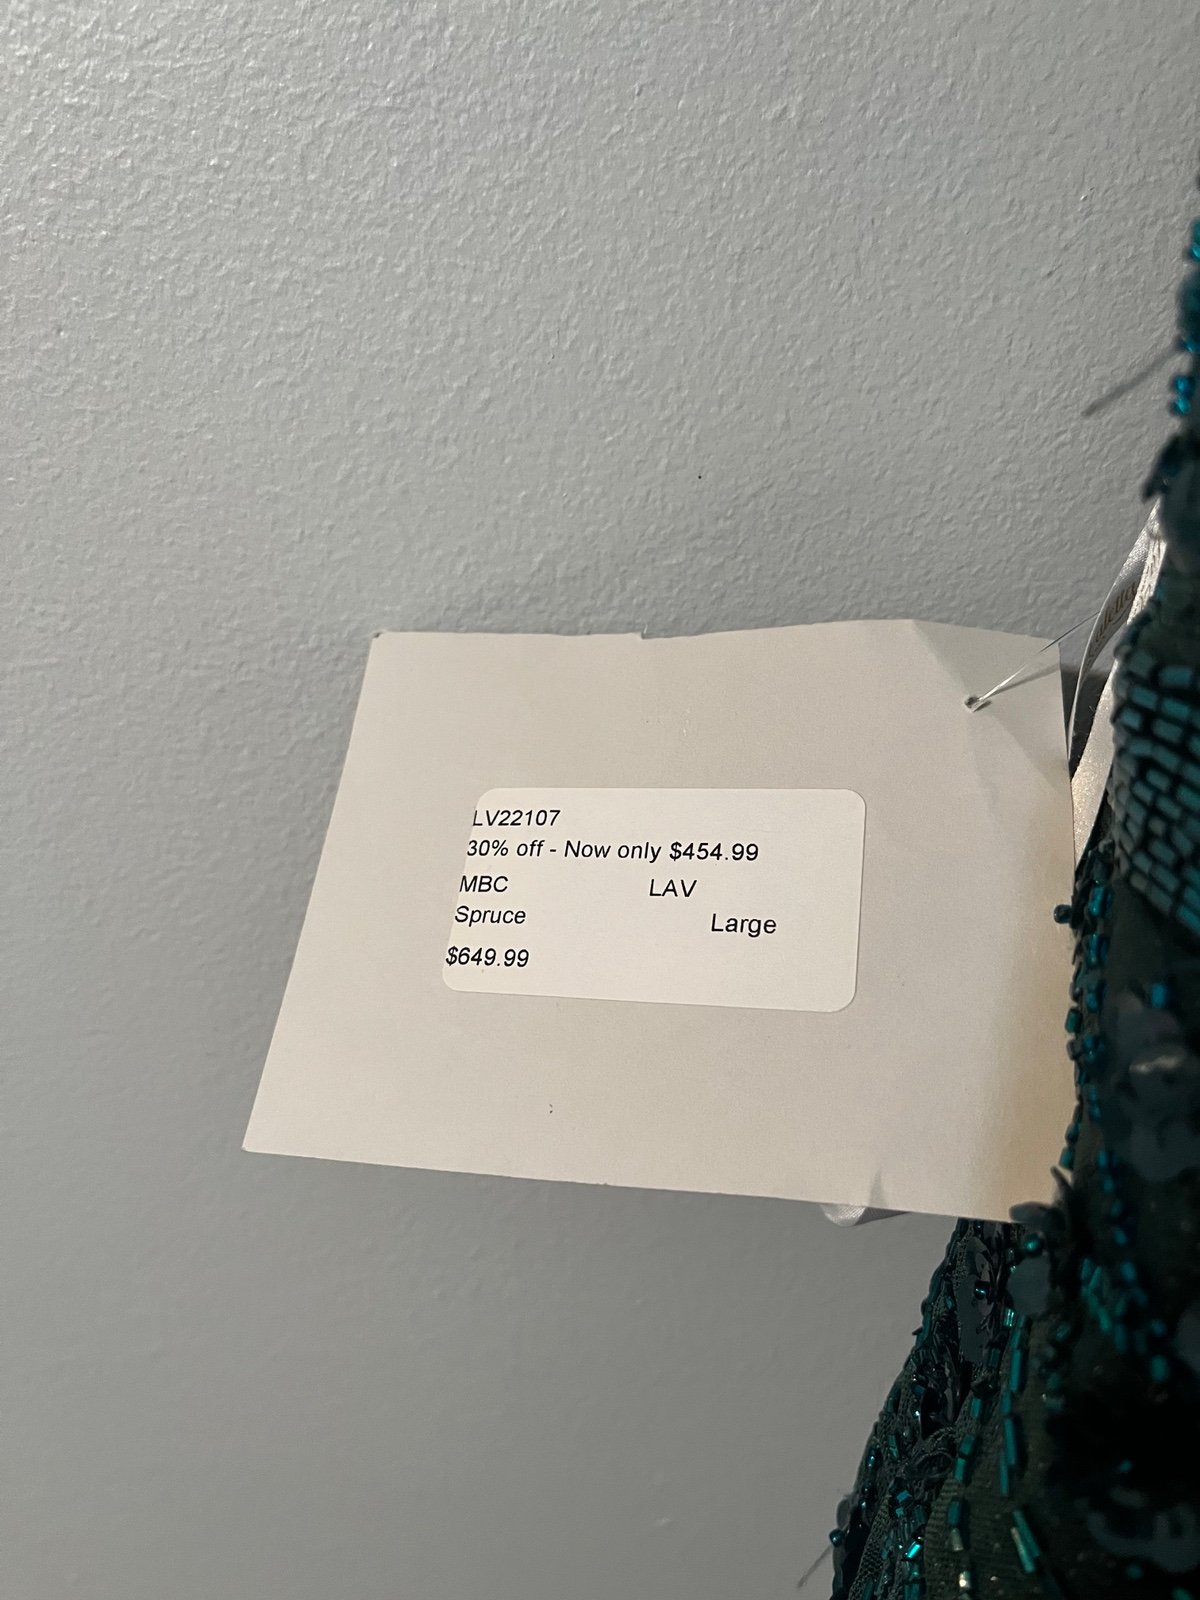 LV22107
30% off - Now only $454.99
MBC LAV
Spruce Large
$649.99